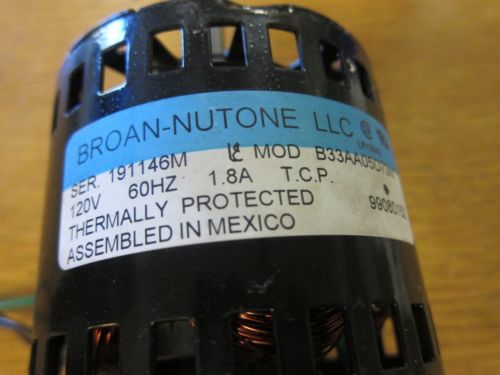 BROAN-NUTONE LLC
SER. 191146M MOD
120V 60HZ 1.8A T.C.P.
THERMALLY PROTECTED
ASSEMBLED IN MEXICO